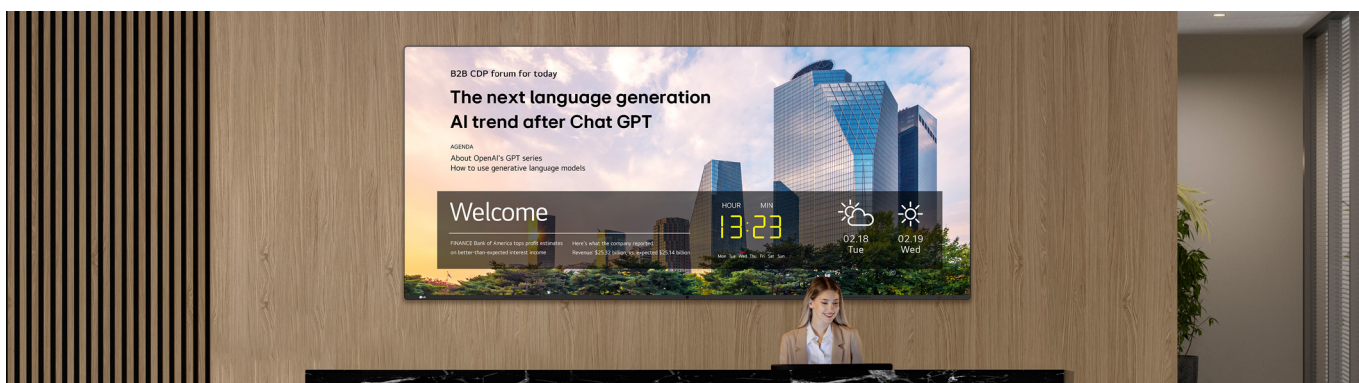 B2B CDP forum for today
The next language generation
AI trend after Chat GPT
AGENDA
About OpenAI's GPT series
How to use generative language models
Welcome
FINANCE Bank of America tops profit estimates
on better-than-expected interest income
Here's what the company reported
Revenue: $25.32 billion, vs. expected $25.14 billion
HOUR MIN
13:23
Mon Tue Wed Thu Fri Sat Sun
02.18
Tue
02.19
Wed